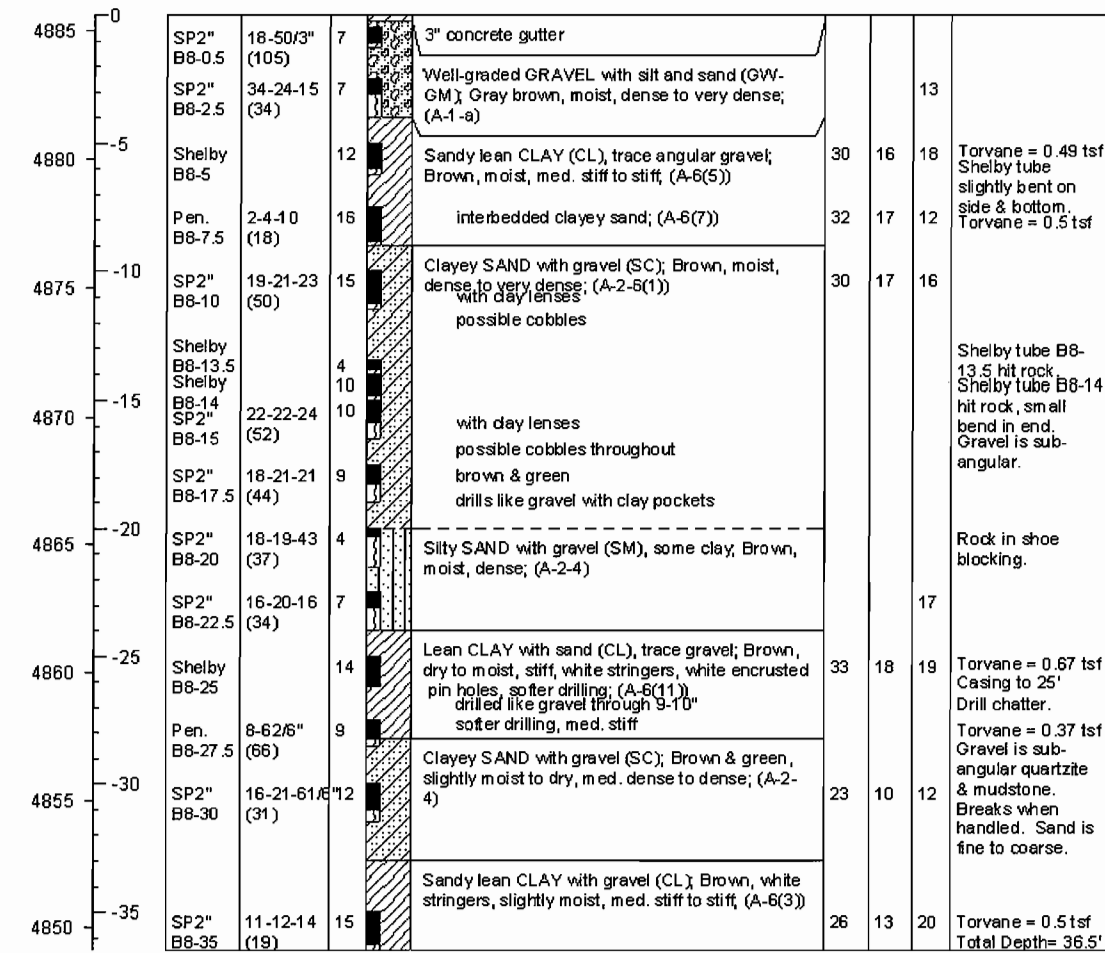 4885 0 SP2" 18-50/3" 7 3" concrete gutter
B8-0.5 (105)
SP2" 34-24-15 7 Well-graded GRAVEL with silt and sand (GW-
B8-2.5 (34) GM); Gray brown, moist, dense to very dense; 13
(A-1-a)
4880 -5 Shelby 12 Sandy lean CLAY (CL), trace angular gravel; 30 16 18 Torvane = 0.49 tsf
B8-5 Brown, moist, med. stiff to stiff, (A-6(5)) Shelby tube
slightly bent on
side & bottom.
Pen. 2-4-10 16 interbedded clayey sand; (A-6(7)) 32 17 12 Torvane = 0.5 tsf
B8-7.5 (18)
-10 Clayey SAND with gravel (SC); Brown, moist,
4875 SP2" 19-21-23 15 dense to very dense; (A-2-6(1)) 30 17 16
B8-10 (50) with clay lenses
possible cobbles
Shelby Shelby tube B8-
B8-13.5 4 13.5 hit rock.
Shelby 10 Shelby tube B8-14
B8-14 hit rock, small
4870 -15 SP2" 22-22-24 10 with clay lenses bend in end.
B8-15 (52) Gravel is sub-
possible cobbles throughout angular.
SP2" 18-21-21 9 brown & green
B8-17.5 (44) drills like gravel with clay pockets
4865 -20 SP2" 18-19-43 4 Silty SAND with gravel (SM), some clay; Brown, Rock in shoe
B8-20 (37) moist, dense; (A-2-4) blocking.
SP2" 16-20-16 7 17
B8-22.5 (34)
-25 Lean CLAY with sand (CL), trace gravel; Brown,
4860 Shelby 14 dry to moist, stiff, white stringers, white encrusted 33 18 19 Torvane = 0.67 tsf
B8-25 pin holes, softer drilling; (A-6(11)) Casing to 25'
drilled like gravel through 9-10" Drill chatter.
Pen. 8-62/6" 9 softer drilling, med. stiff Torvane = 0.37 tsf
B8-27.5 (66) Gravel is sub-
Clayey SAND with gravel (SC); Brown & green, angular quartzite
4855 -30 SP2" 16-21-61/6" 12 slightly moist to dry, med. dense to dense; (A-2- 23 10 12 & mudstone.
B8-30 (31) 4) Breaks when
handled. Sand is
fine to coarse.
Sandy lean CLAY with gravel (CL); Brown, white
stringers, slightly moist, med. stiff to stiff, (A-6(3))
4850 -35 SP2" 11-12-14 15 26 13 20 Torvane = 0.5 tsf
B8-35 (19) Total Depth= 36.5'